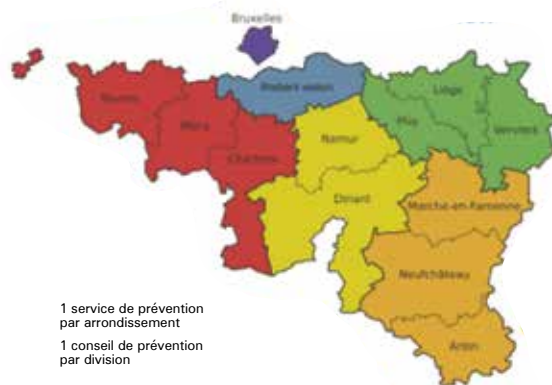 Bruxelles
Brabant wallon
Tournai
Mons
Charleroi
Namur
Dinant
Liège
Huy
Verviers
Marche-en-Famenne
Neufchâteau
Arlon
1 service de prévention
par arrondissement
1 conseil de prévention
par division